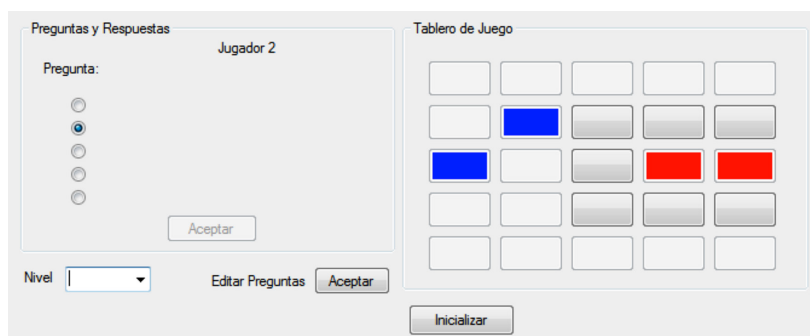 Preguntas y Respuestas
Jugador 2
Pregunta:
Aceptar
Nivel
Editar Preguntas
Aceptar
Tablero de Juego
Inicializar